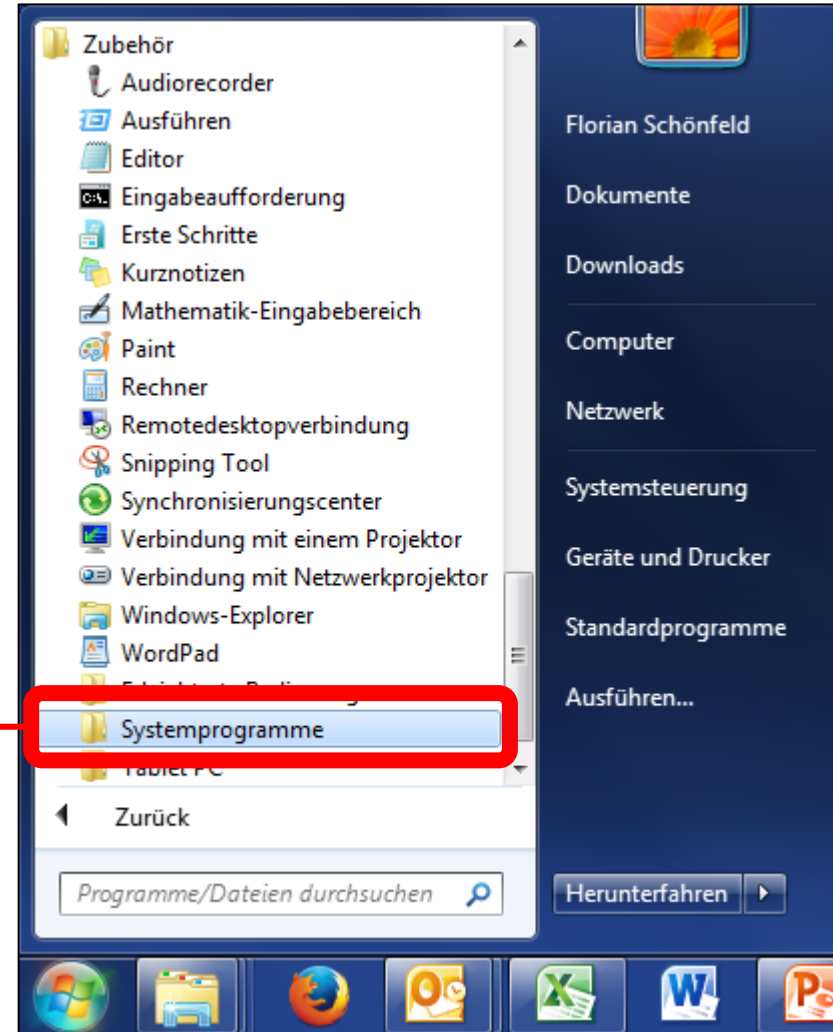 Zubehör
Audiorecorder
Ausführen
Editor
Eingabeaufforderung
Erste Schritte
Kurznotizen
Mathematik-Eingabebereich
Paint
Rechner
Remotedesktopverbindung
Snipping Tool
Synchronisierungscenter
Verbindung mit einem Projektor
Verbindung mit Netzwerkprojektor
Windows-Explorer
WordPad
Systemprogramme
Tablet PC
Zurück
Programme/Dateien durchsuchen
Florian Schönfeld
Dokumente
Downloads
Computer
Netzwerk
Systemsteuerung
Geräte und Drucker
Standardprogramme
Ausführen...
Herunterfahren